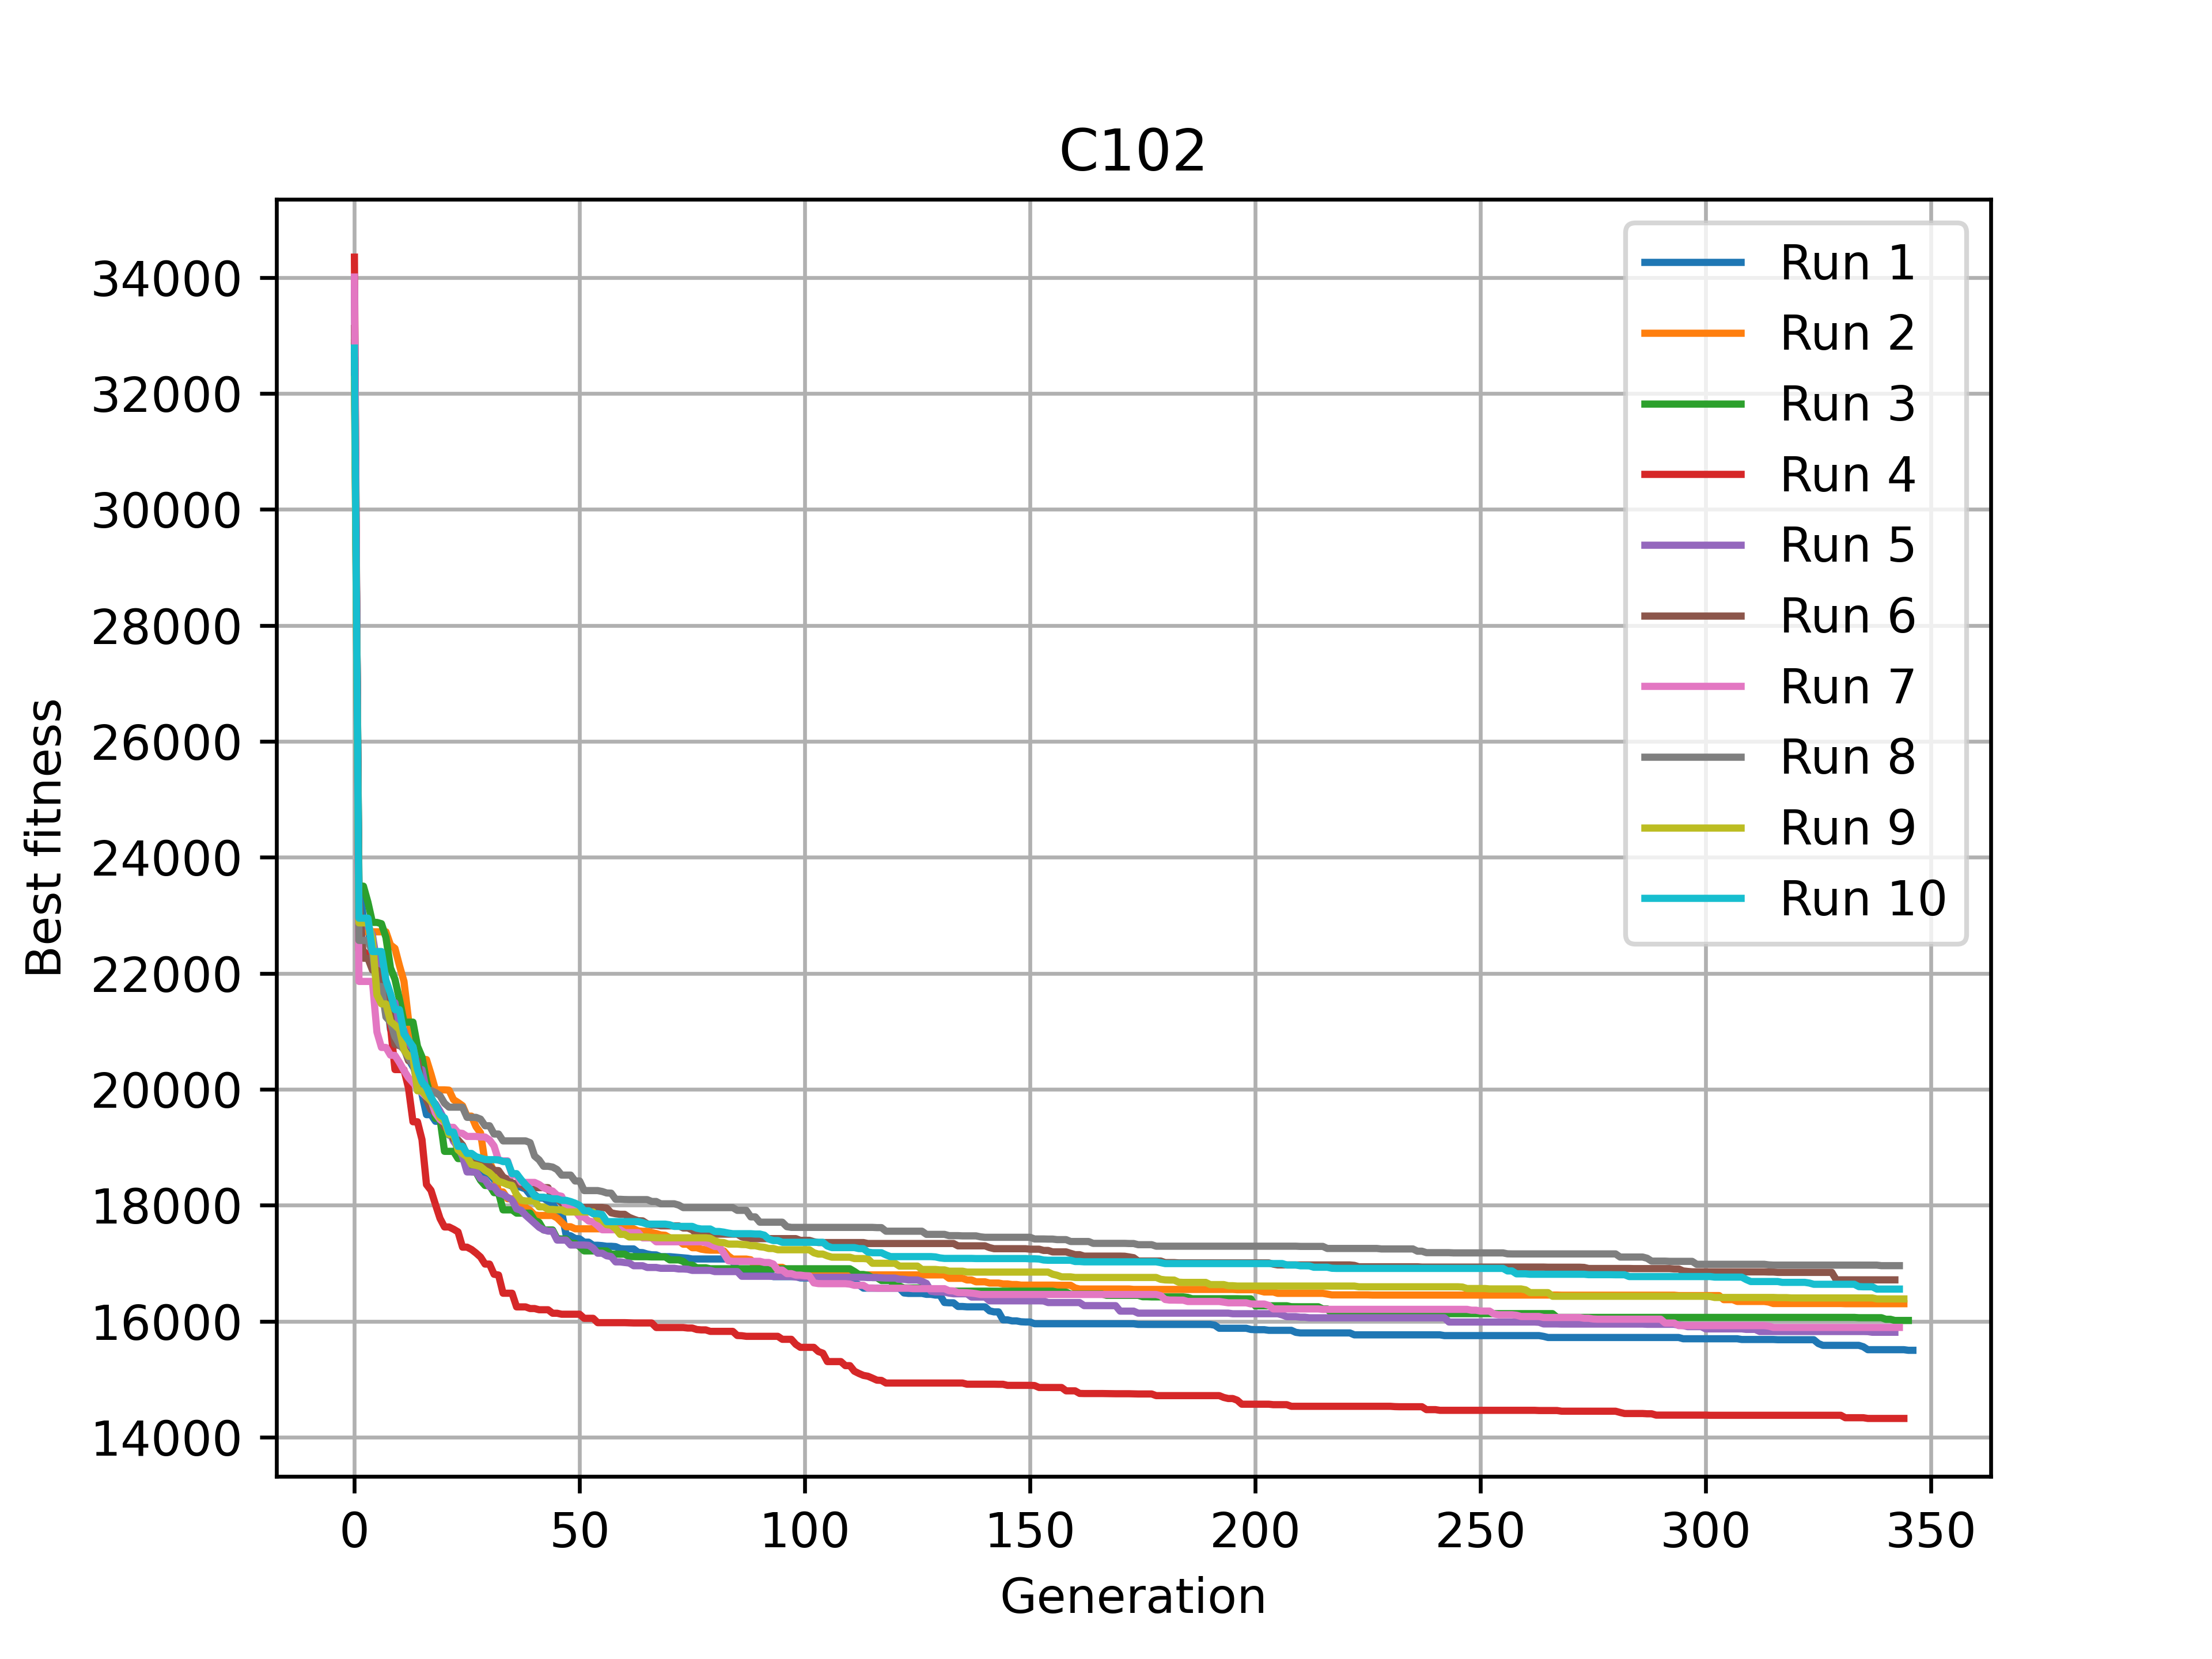 C102
Best fitness
34000
32000
30000
28000
26000
24000
22000
20000
18000
16000
14000
0 50 100 150 200 250 300 350
Generation
Run 1
Run 2
Run 3
Run 4
Run 5
Run 6
Run 7
Run 8
Run 9
Run 10